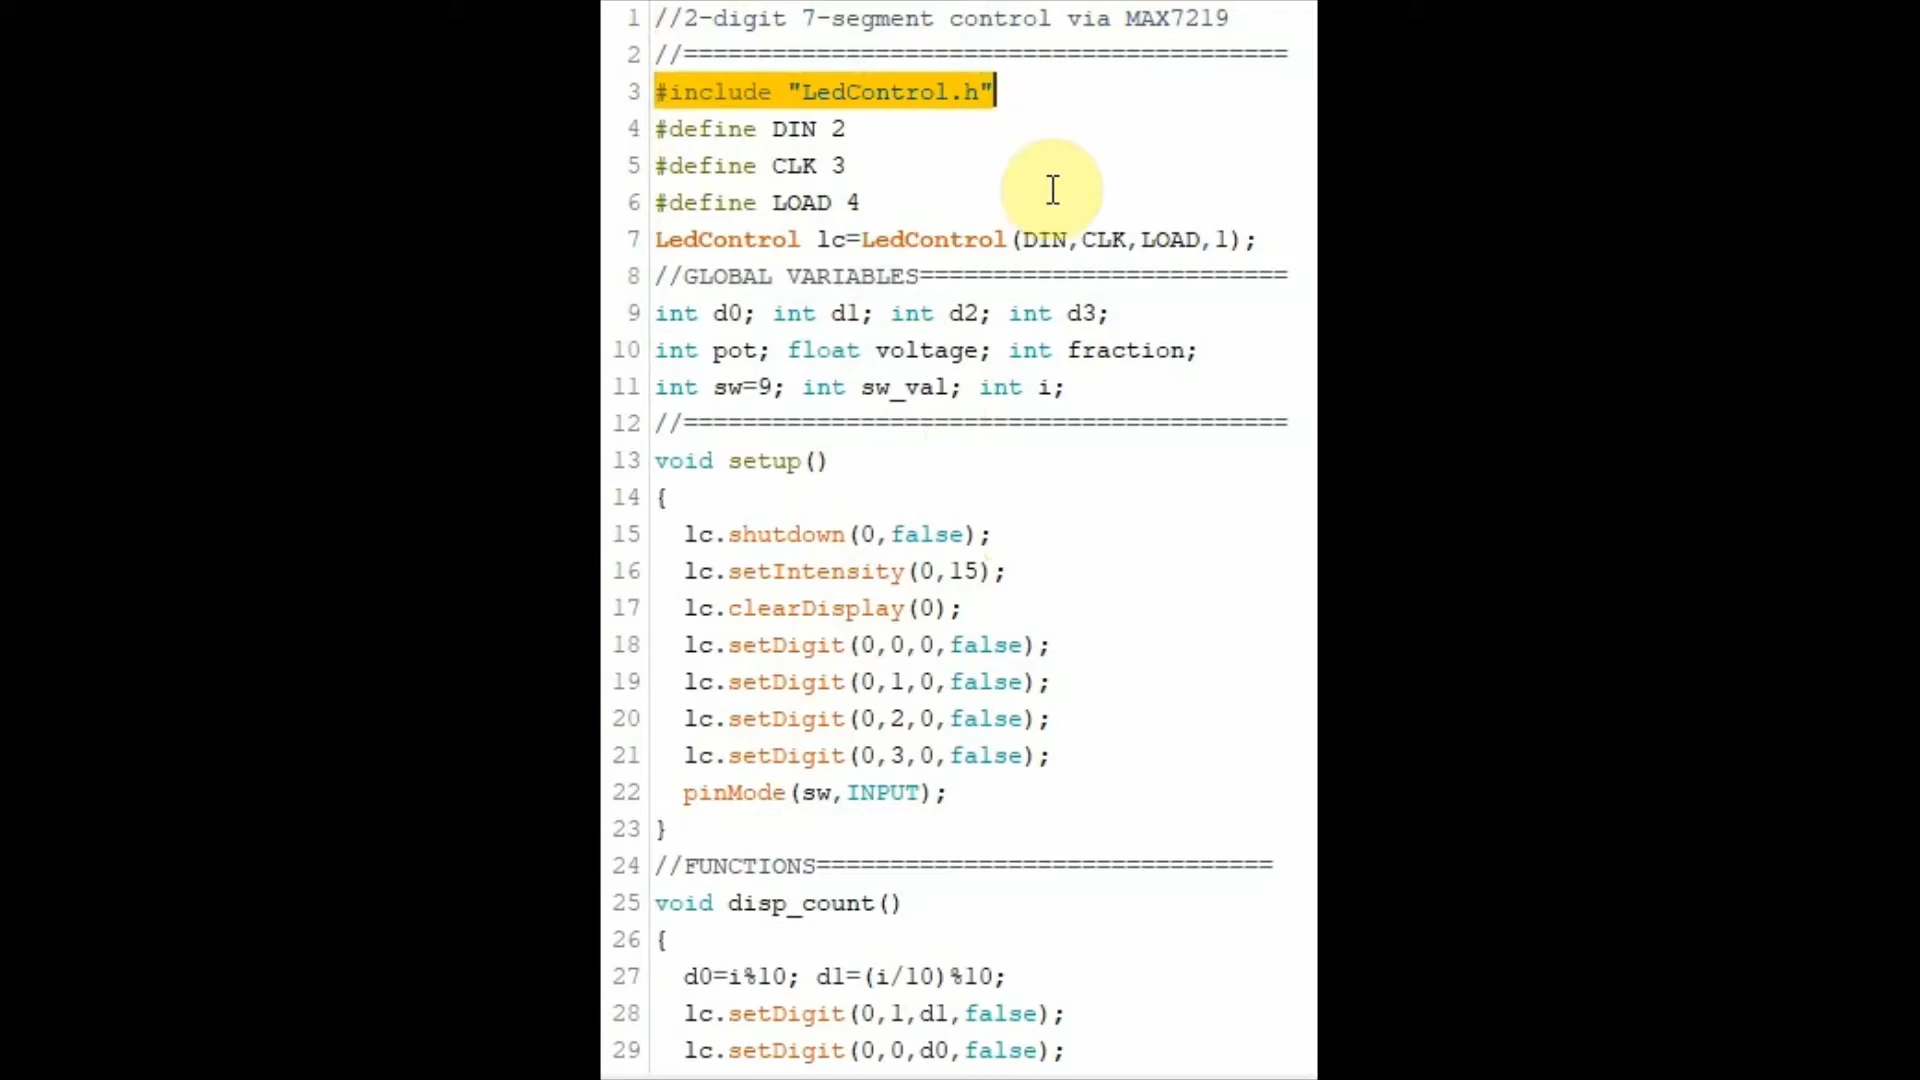 1 //2-digit 7-segment control via MAX7219
2 //=========================================
3 #include "LedControl.h"
4 #define DIN 2
5 #define CLK 3
6 #define LOAD 4
7 LedControl lc=LedControl(DIN,CLK,LOAD,1);
8 //GLOBAL VARIABLES=========================
9 int d0; int d1; int d2; int d3;
10 int pot; float voltage; int fraction;
11 int sw=9; int sw_val; int i;
12 //=========================================
13 void setup()
14 {
15   lc.shutdown(0,false);
16   lc.setIntensity(0,15);
17   lc.clearDisplay(0);
18   lc.setDigit(0,0,0,false);
19   lc.setDigit(0,1,0,false);
20   lc.setDigit(0,2,0,false);
21   lc.setDigit(0,3,0,false);
22   pinMode(sw,INPUT);
23 }
24 //FUNCTIONS===============================
25 void disp_count()
26 {
27   d0=i%10; d1=(i/10)%10;
28   lc.setDigit(0,1,d1,false);
29   lc.setDigit(0,0,d0,false);